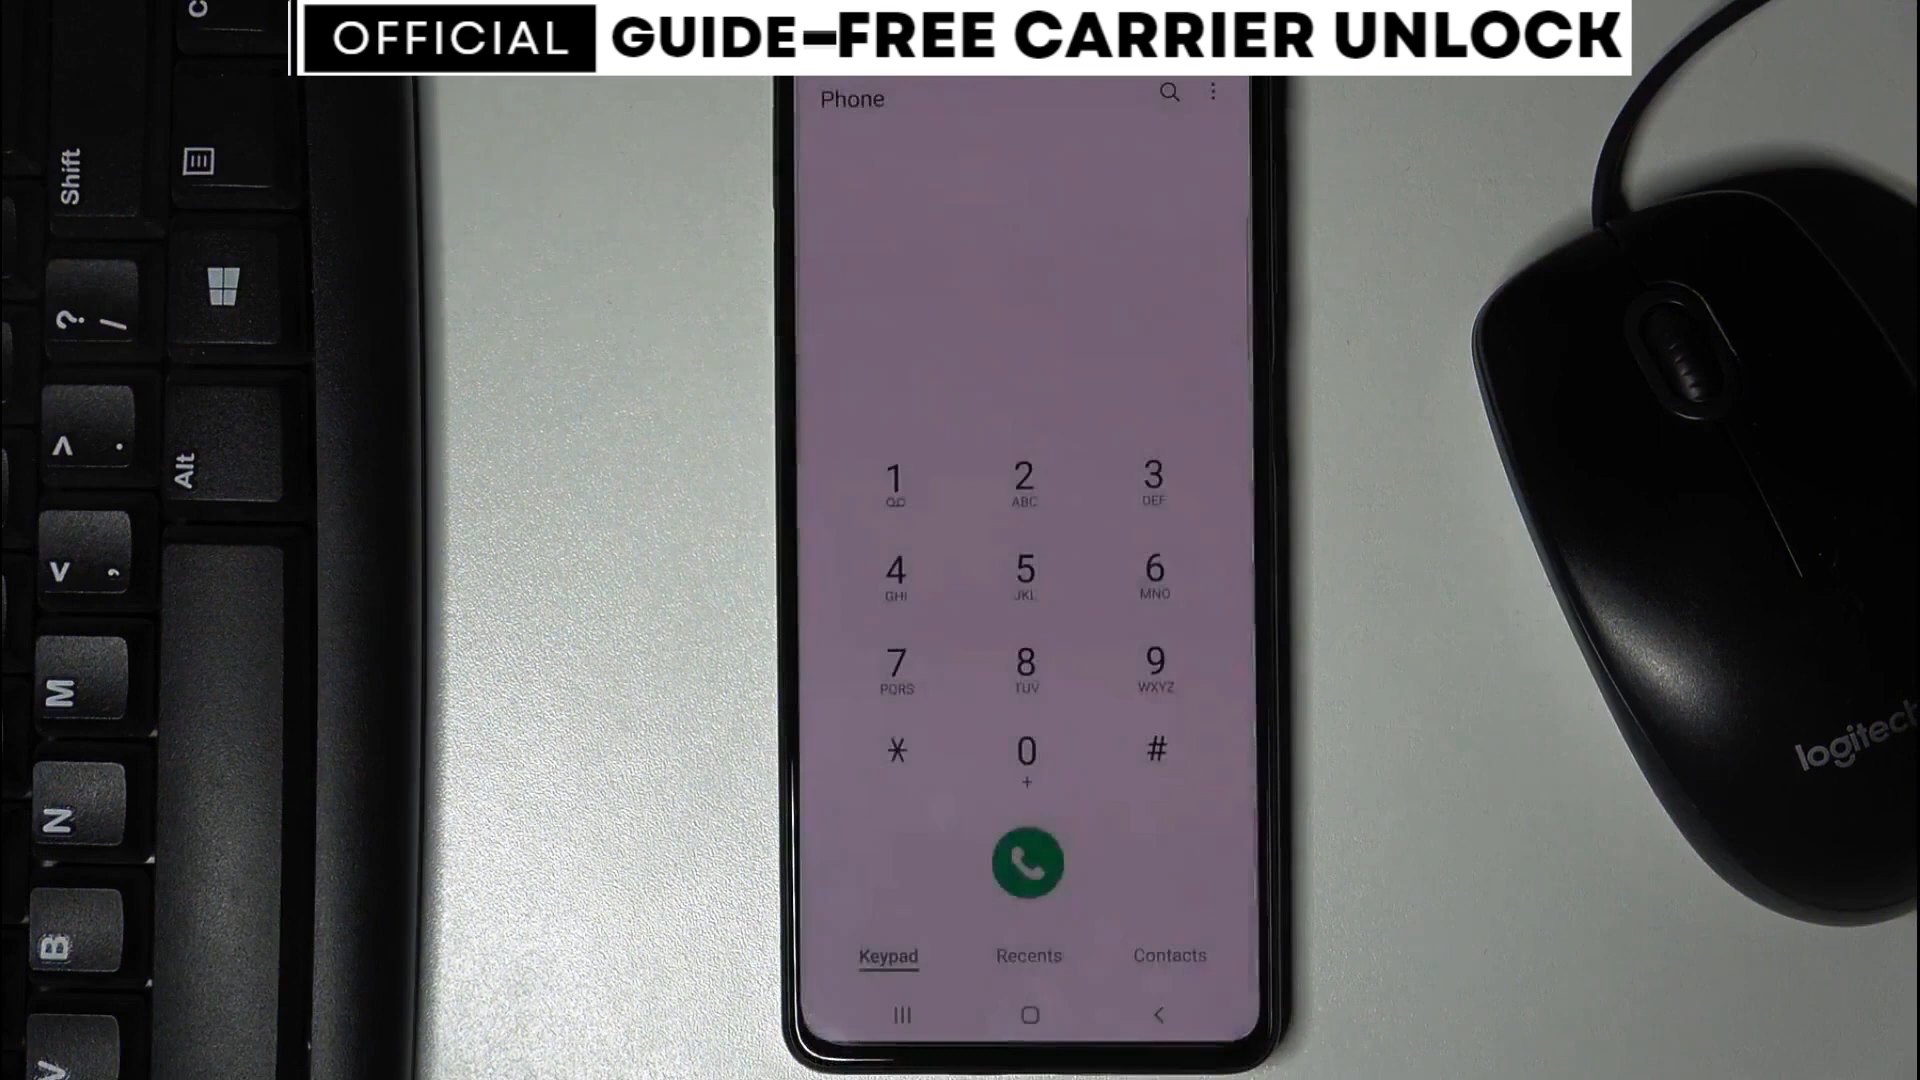 OFFICIAL GUIDE–FREE CARRIER UNLOCK
Phone
1 2 3
ABC DEF
4 5 6
GHI JKL MNO
7 8 9
PQRS TUV WXYZ
* 0 #
+
Keypad Recents Contacts
Shift
? /
> .
Alt
< ,
M
N
B
V
C
logitech